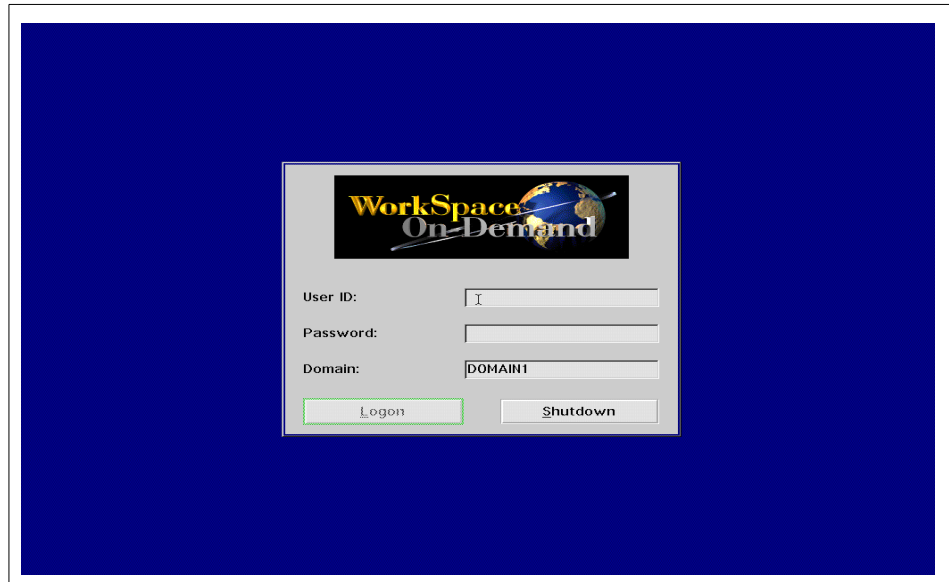 WorkSpace
On-Demand
User ID:
Password:
Domain: DOMAIN1
Logon Shutdown